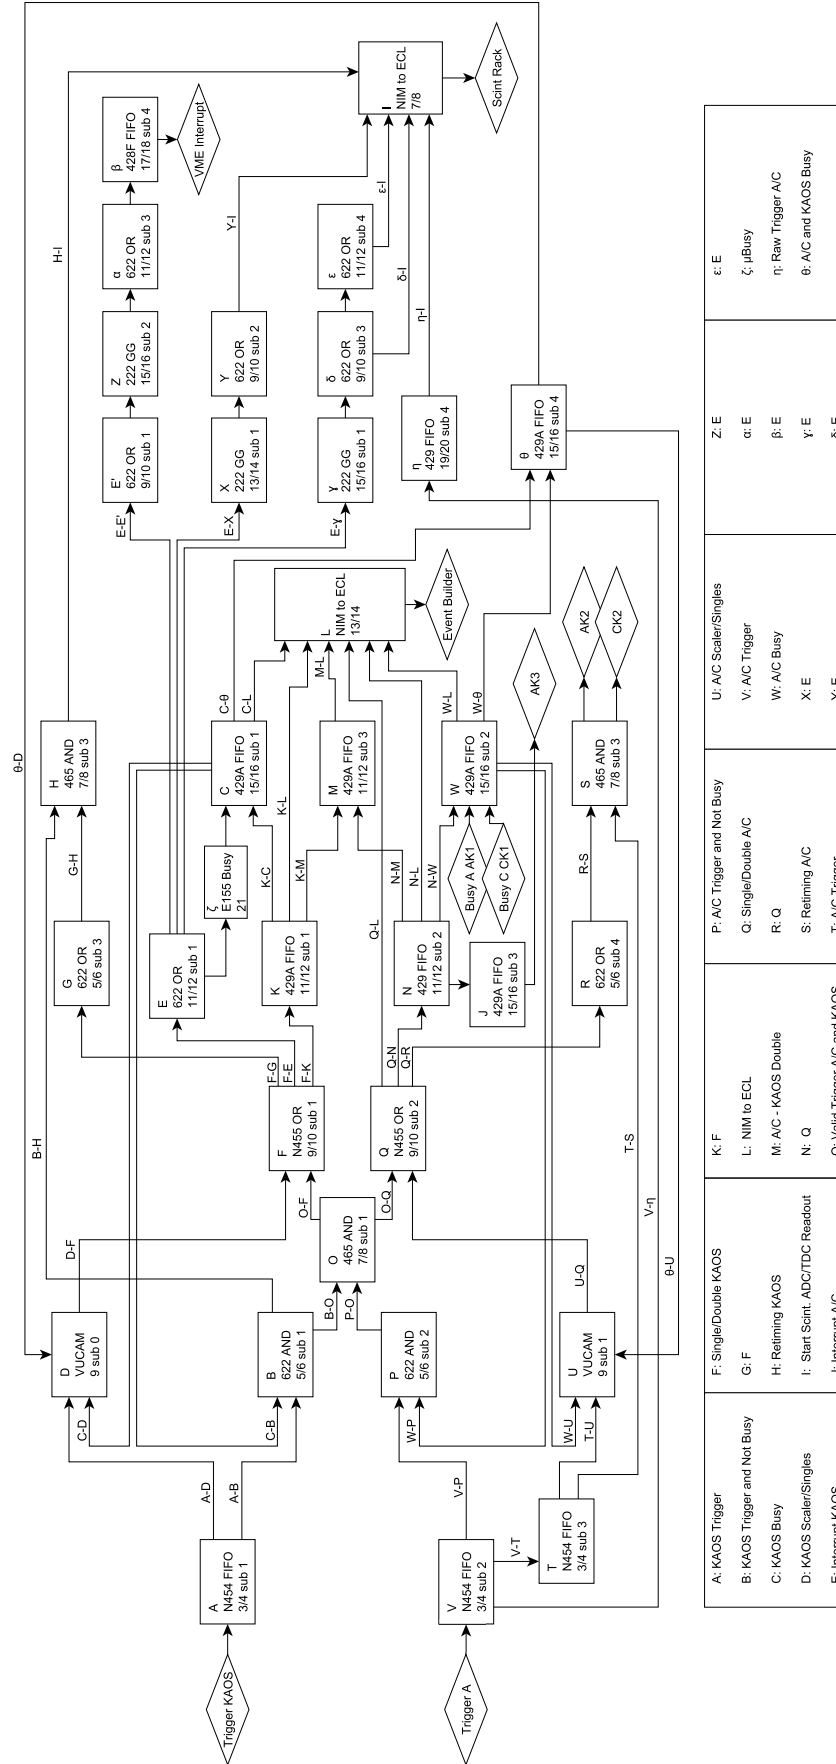 θ-D
Trigger KAOS
A
N454 FIFO
3/4 sub 1
A-D
A-B
C-D
C-B
D
VUCAM
9 sub 0
B
622 AND
5/6 sub 1
D-F
B-H
B-O
P-O
O
465 AND
7/8 sub 1
O-F
O-Q
F
N455 OR
9/10 sub 1
F-G
F-E
F-K
G
622 OR
5/6 sub 3
G-H
H
465 AND
7/8 sub 3
H-I
E
622 OR
11/12 sub 1
ζ
E155 Busy
21
C
429A FIFO
15/16 sub 1
C-θ
C-L
K
429A FIFO
11/12 sub 1
K-C
K-L
K-M
M
429A FIFO
11/12 sub 3
M-L
L
NIM to ECL
13/14
Event Builder
E-E'
E'
622 OR
9/10 sub 1
Z
222 GG
15/16 sub 2
α
622 OR
11/12 sub 3
β
428F FIFO
17/18 sub 4
VME Interrupt
E-X
X
222 GG
13/14 sub 1
Y
622 OR
9/10 sub 2
Y-I
E-γ
γ
222 GG
15/16 sub 1
δ
622 OR
9/10 sub 3
ε
622 OR
11/12 sub 4
ε-I
δ-I
η-I
I
NIM to ECL
7/8
Scint Rack
η
429 FIFO
19/20 sub 4
θ
429A FIFO
15/16 sub 4
Trigger A
V
N454 FIFO
3/4 sub 2
V-P
V-T
T
N454 FIFO
3/4 sub 3
W-P
W-U
T-U
P
622 AND
5/6 sub 2
U
VUCAM
9 sub 1
U-Q
Q
N455 OR
9/10 sub 2
Q-L
Q-N
Q-R
N
429 FIFO
11/12 sub 2
N-M
N-L
N-W
J
429A FIFO
15/16 sub 3
AK3
Busy A AK1
Busy C CK1
W
429A FIFO
15/16 sub 2
W-L
W-θ
R
622 OR
5/6 sub 4
R-S
S
465 AND
7/8 sub 3
AK2
CK2
T-S
V-η
θ-U
A: KAOS Trigger
B: KAOS Trigger and Not Busy
C: KAOS Busy
D: KAOS Scaler/Singles
E: Interrupt KAOS
F: Single/Double KAOS
G: F
H: Retiming KAOS
I: Start Scint. ADC/TDC Readout
J: Interrupt A/C
K: F
L: NIM to ECL
M: A/C - KAOS Double
N: Q
O: Valid Trigger A/C and KAOS
P: A/C Trigger and Not Busy
Q: Single/Double A/C
R: Q
S: Retiming A/C
T: A/C Trigger
U: A/C Scaler/Singles
V: A/C Trigger
W: A/C Busy
X: E
Y: E
Z: E
α: E
β: E
γ: E
δ: E
ε: E
ζ: μBusy
η: Raw Trigger A/C
θ: A/C and KAOS Busy